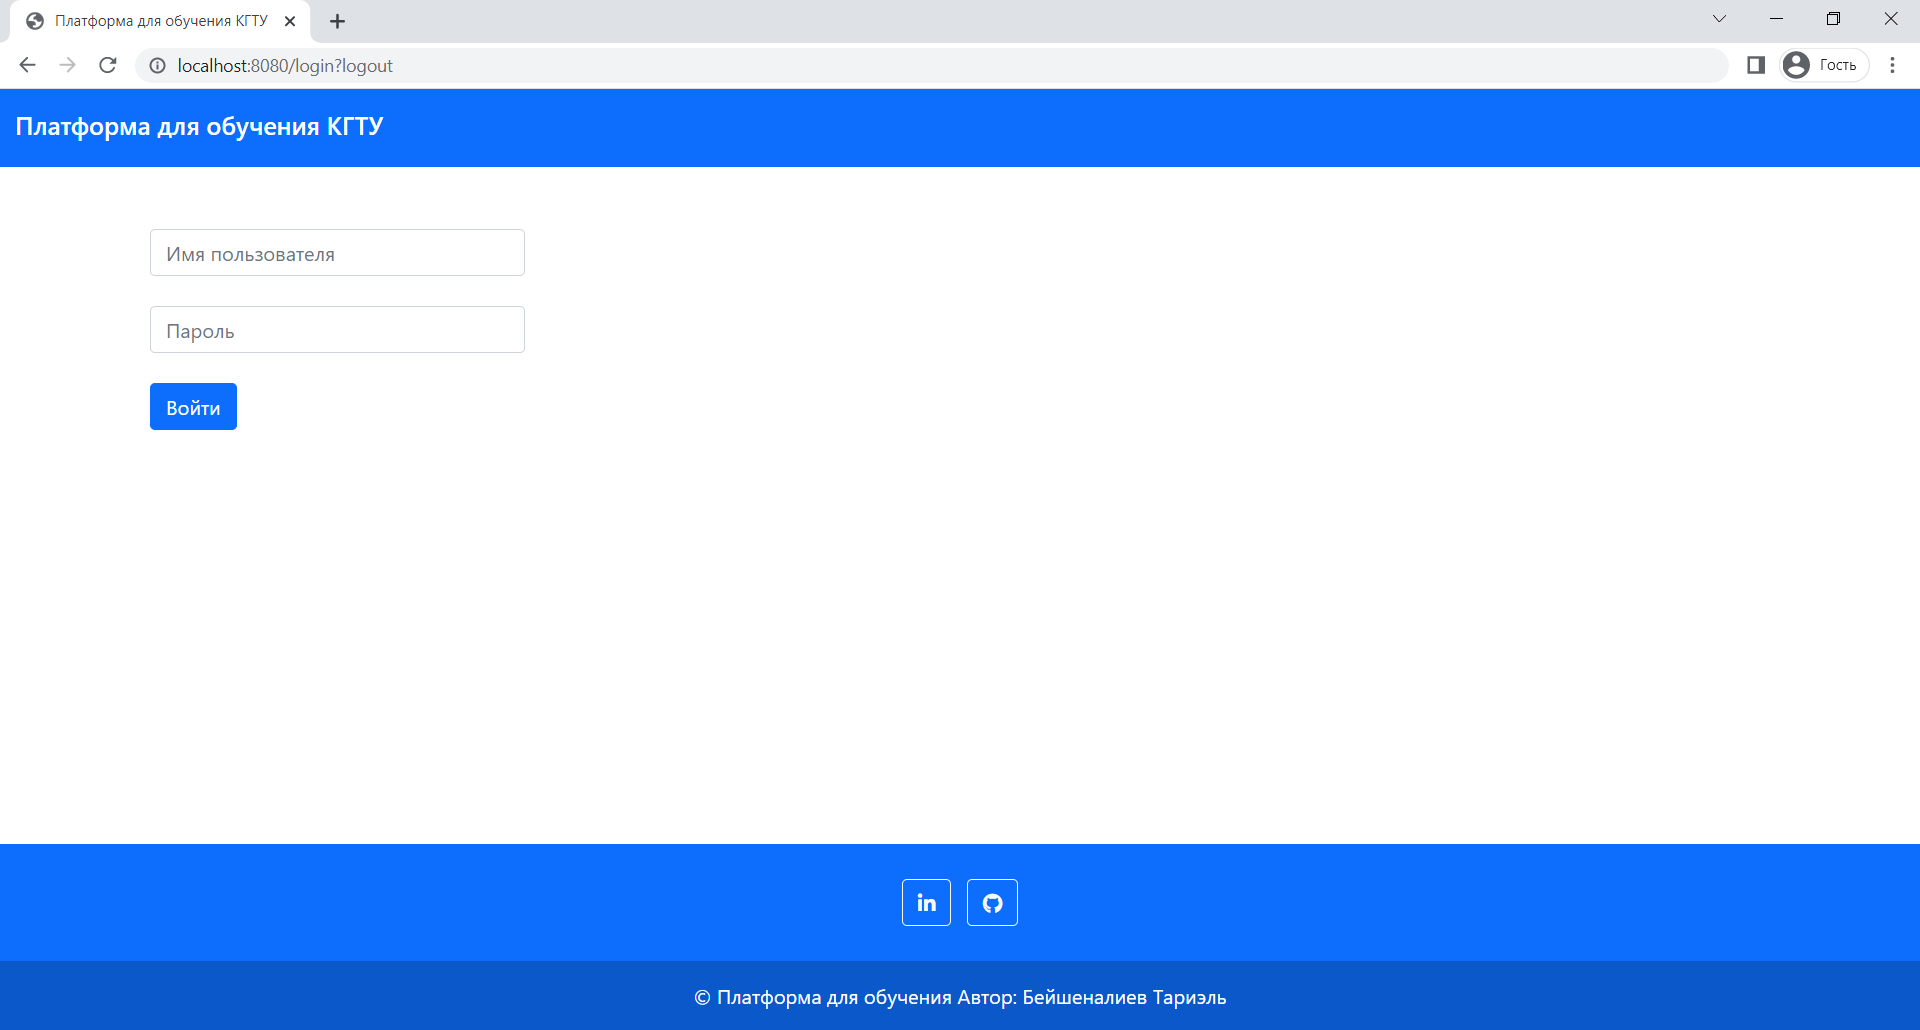 Платформа для обучения КГТУ
localhost:8080/login?logout
Гость
Платформа для обучения КГТУ
Имя пользователя
Пароль
Войти
in
© Платформа для обучения Автор: Бейшеналиев Тариэль